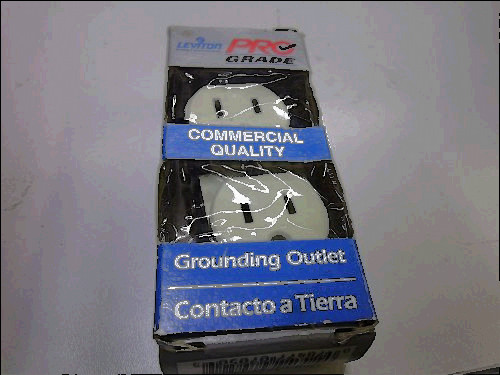 LEVITON PRO
GRADE
COMMERCIAL
QUALITY
Grounding Outlet
Contacto a Tierra